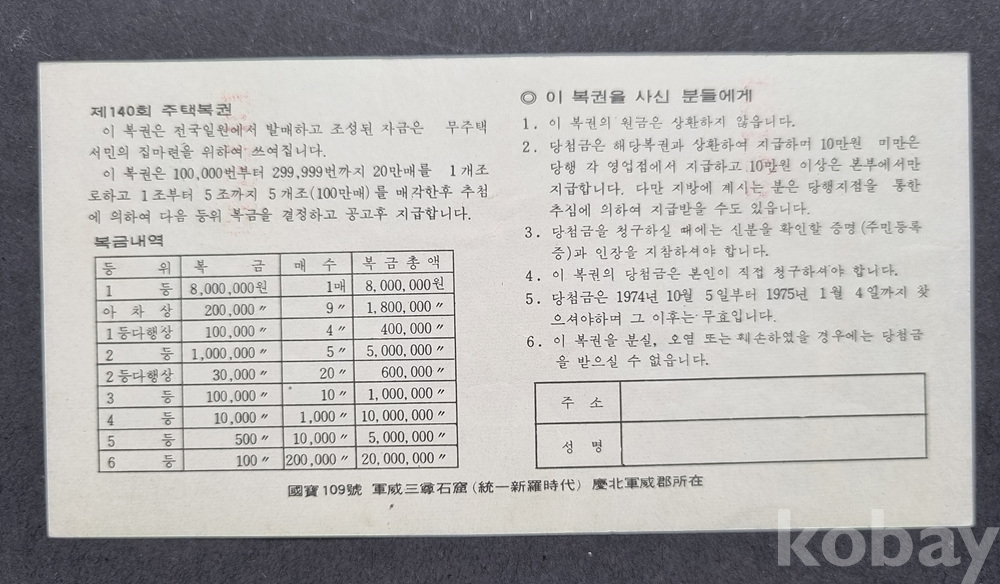 제140회 주택복권
이 복권은 전국일원에서 발매하고 조성된 자금은 무주택
서민의 집마련을 위하여 쓰여집니다.
이 복권은 100,000번부터 299,999번까지 20만매를 1개조
로하고 1조부터 5조까지 5개조(100만매)를 매각한후 추첨
에 의하여 다음 등위 복금을 결정하고 공고후 지급합니다.
복금내역
등 위 복 금 매 수 복금총액
1 등 8,000,000원 1매 8,000,000원
아 차 상 200,000〃 9〃 1,800,000〃
1등다행상 100,000〃 4〃 400,000〃
2 등 1,000,000〃 5〃 5,000,000〃
2등다행상 30,000〃 20〃 600,000〃
3 등 100,000〃 10〃 1,000,000〃
4 등 10,000〃 1,000〃 10,000,000〃
5 등 500〃 10,000〃 5,000,000〃
6 등 100〃 200,000〃 20,000,000〃
◎ 이 복권을 사신 분들에게
1. 이 복권의 원금은 상환하지 않읍니다.
2. 당첨금은 해당복권과 상환하여 지급하며 10만원 미만은
당행 각 영업점에서 지급하고 10만원 이상은 본부에서만
지급합니다. 다만 지방에 제시는 분은 당행지점을 통한
추심에 의하여 지급받을 수도 있읍니다.
3. 당첨금을 청구하실 때에는 신분을 확인할 증명(주민등록
증)과 인장을 지참하셔야 합니다.
4. 이 복권의 당첨금은 본인이 직접 청구하셔야 합니다.
5. 당첨금은 1974년 10월 5일부터 1975년 1월 4일까지 찾
으셔야하며 그 이후는 무효입니다.
6. 이 복권을 분실, 오염 또는 훼손하였을 경우에는 당첨금
을 받으실 수 없읍니다.
주 소
성 명
國寶109號 軍威三尊石窟(統一新羅時代) 慶北軍威郡所在
kobay